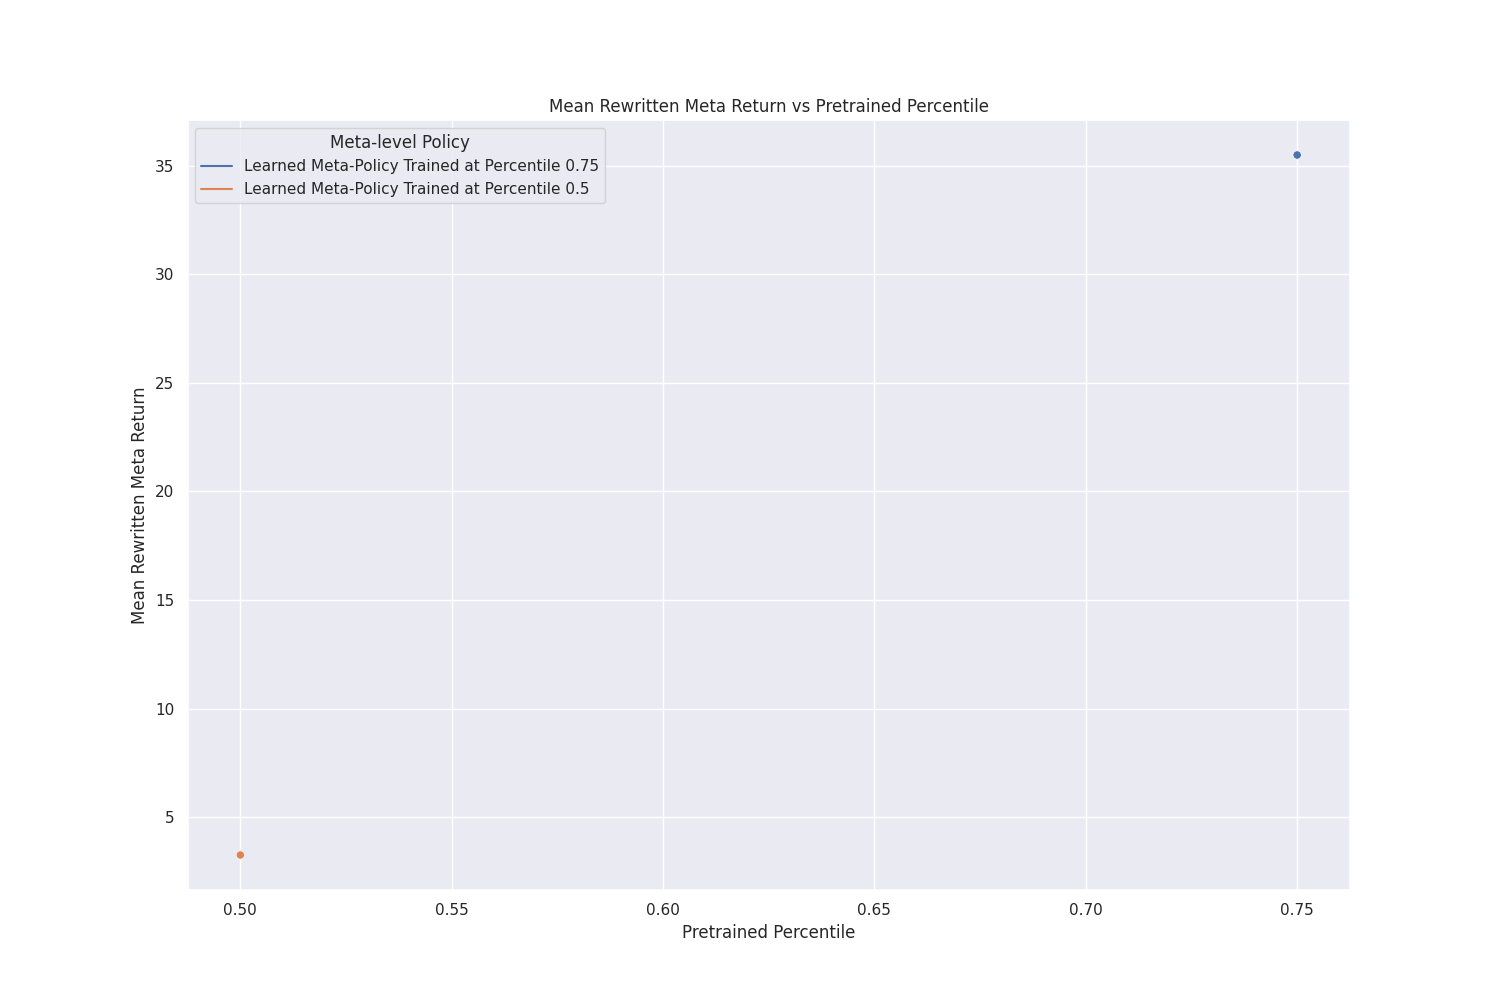 Mean Rewritten Meta Return vs Pretrained Percentile
Meta-level Policy
Learned Meta-Policy Trained at Percentile 0.75
Learned Meta-Policy Trained at Percentile 0.5
Mean Rewritten Meta Return
35
30
25
20
15
10
5
0.50 0.55 0.60 0.65 0.70 0.75
Pretrained Percentile